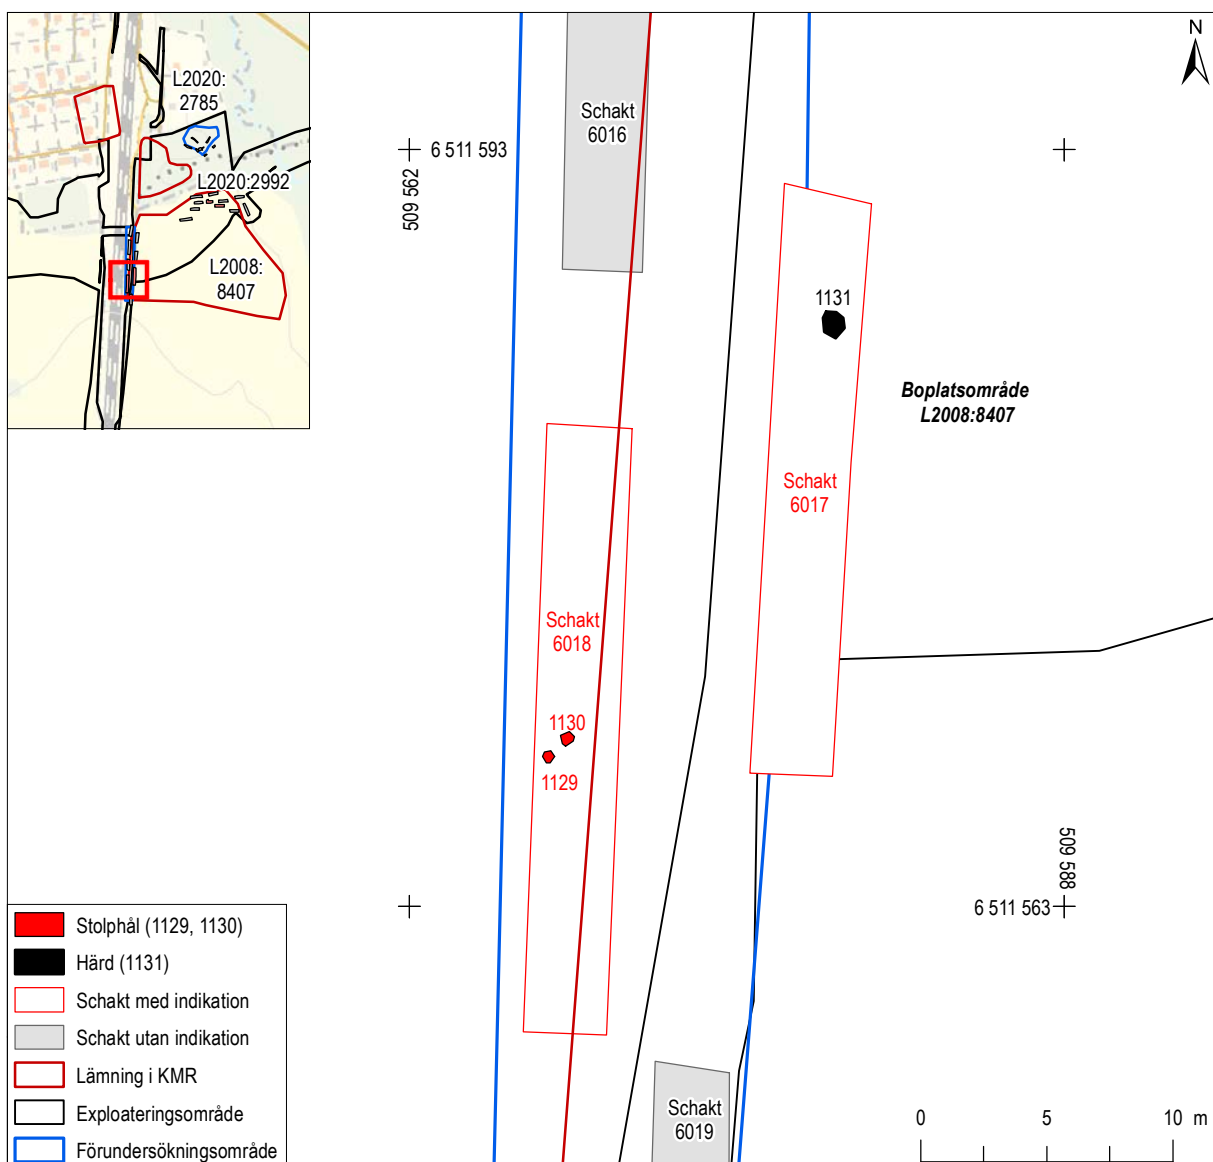 L2020:
2785
L2020:2992
L2008:
8407
N
Schakt
6016
6 511 593
509 562
1131
Boplatsområde
L2008:8407
Schakt
6017
Schakt
6018
1130
1129
509 588
6 511 563
Schakt
6019
Stolphål (1129, 1130)
Härd (1131)
Schakt med indikation
Schakt utan indikation
Lämning i KMR
Exploateringsområde
Förundersökningsområde
0 5 10 m